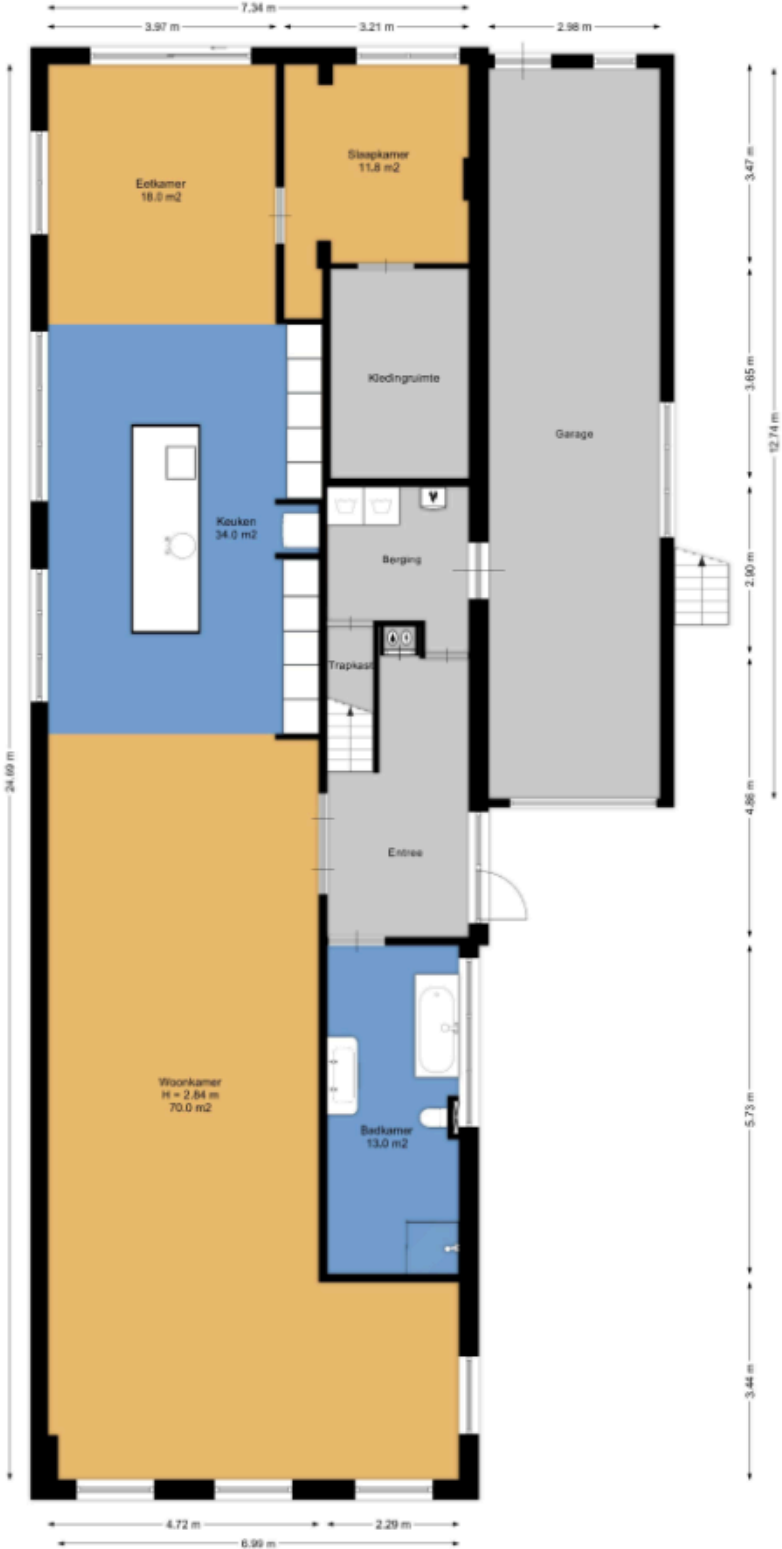 7.34 m
3.97 m
3.21 m
2.98 m
Eetkamer
18.0 m2
Slaapkamer
11.8 m2
3.47 m
Kledingruimte
3.65 m
Garage
12.74 m
Keuken
34.0 m2
Berging
2.90 m
Trapkast
24.69 m
4.86 m
Entree
Woonkamer
H = 2.84 m
70.0 m2
Badkamer
13.0 m2
5.73 m
3.44 m
4.72 m
2.29 m
6.99 m